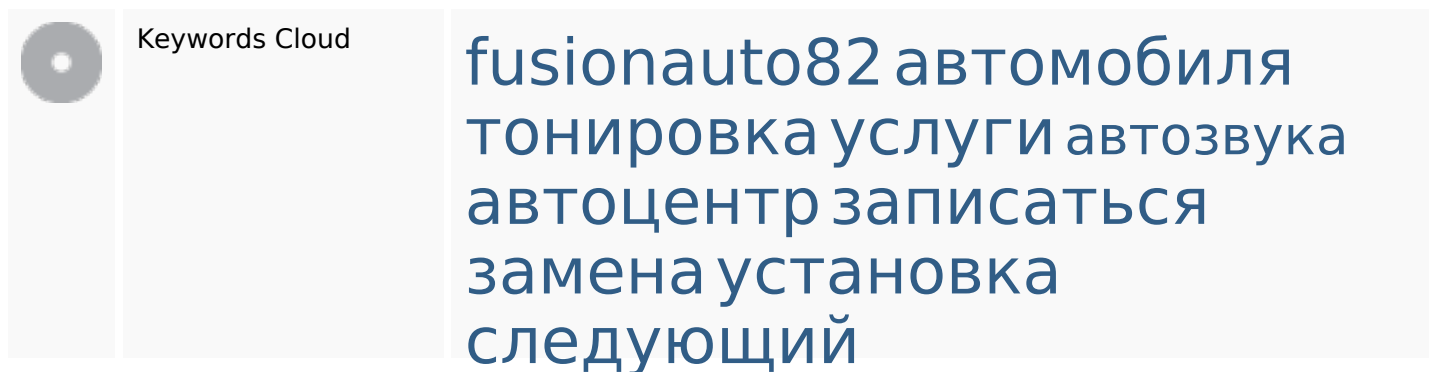 Keywords Cloud
fusionauto82 автомобиля
тонировка услуги автозвука
автоцентр записаться
замена установка
следующий